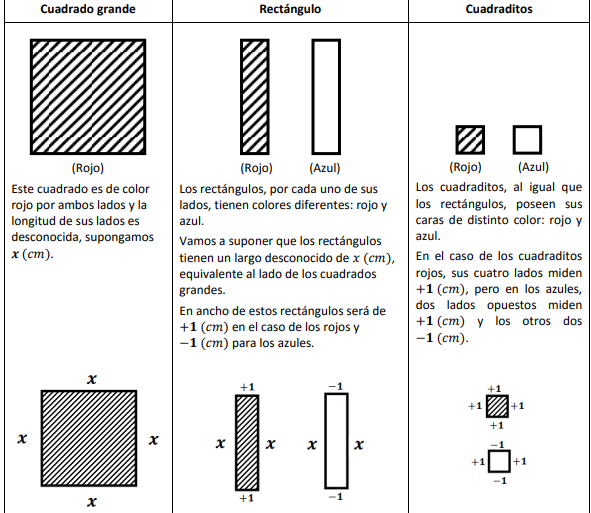 Cuadrado grande
Rectángulo
Cuadraditos
(Rojo)
Este cuadrado es de color
rojo por ambos lados y la
longitud de sus lados es
desconocida, supongamos
x (cm).
x
x
x
x
(Rojo)
(Azul)
Los rectángulos, por cada uno de sus
lados, tienen colores diferentes: rojo y
azul.
Vamos a suponer que los rectángulos
tienen un largo desconocido de x (cm),
equivalente al lado de los cuadrados
grandes.
En ancho de estos rectángulos será de
+1 (cm) en el caso de los rojos y
−1 (cm) para los azules.
+1
x
x
+1
−1
x
x
−1
(Rojo)
(Azul)
Los cuadraditos, al igual que
los rectángulos, poseen sus
caras de distinto color: rojo y
azul.
En el caso de los cuadraditos
rojos, sus cuatro lados miden
+1 (cm), pero en los azules,
dos lados opuestos miden
+1 (cm) y los otros dos
−1 (cm).
+1
+1
+1
+1
−1
+1
+1
−1